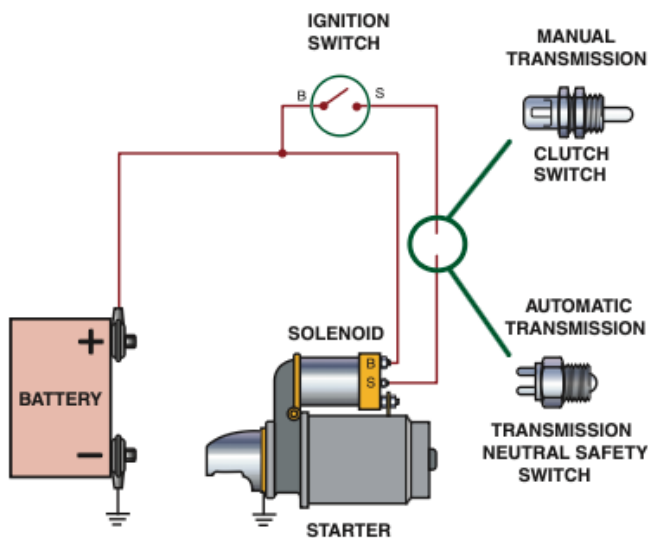 IGNITION
SWITCH
B
S
MANUAL
TRANSMISSION
CLUTCH
SWITCH
AUTOMATIC
TRANSMISSION
TRANSMISSION
NEUTRAL SAFETY
SWITCH
SOLENOID
B
S
+
BATTERY
−
STARTER